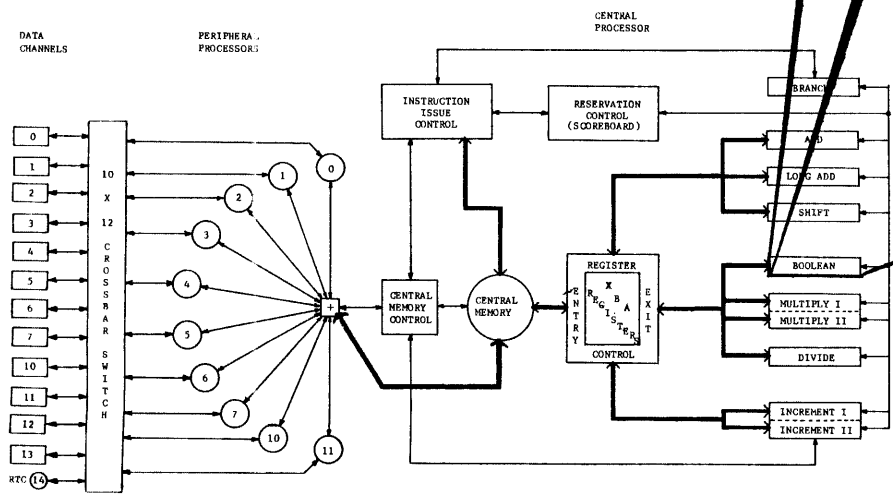 DATA
CHANNELS
PERIPHERAL
PROCESSORS
CENTRAL
PROCESSOR
0
1
2
3
4
5
6
7
10
11
12
13
RTC 14
10
X
12
CROSSBAR
SWITCH
0
1
2
3
4
5
6
7
10
11
+
INSTRUCTION
ISSUE
CONTROL
RESERVATION
CONTROL
(SCOREBOARD)
CENTRAL
MEMORY
CONTROL
CENTRAL
MEMORY
REGISTER
ENTRY
X
B
A
REGISTERS
EXIT
CONTROL
BRANCH
ADD
LONG ADD
SHIFT
BOOLEAN
MULTIPLY I
MULTIPLY II
DIVIDE
INCREMENT I
INCREMENT II